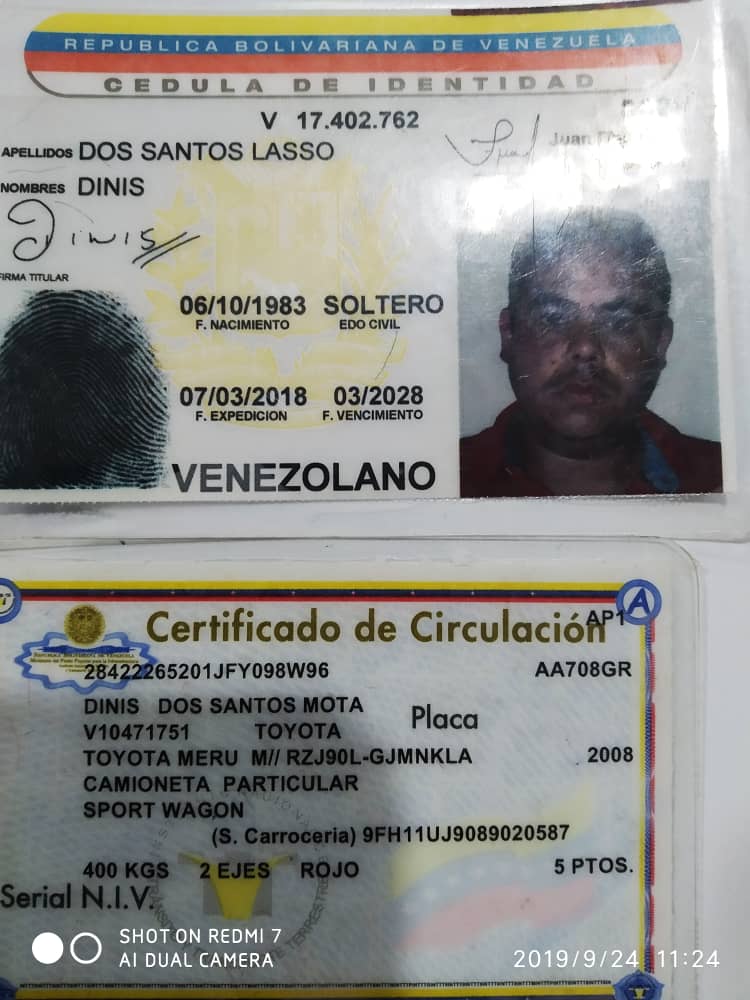 REPUBLICA BOLIVARIANA DE VENEZUELA
CEDULA DE IDENTIDAD
V 17.402.762
APELLIDOS DOS SANTOS LASSO
Juan
NOMBRES DINIS
Dinis
FIRMA TITULAR
06/10/1983 SOLTERO
F. NACIMIENTO EDO CIVIL
07/03/2018 03/2028
F. EXPEDICION F. VENCIMIENTO
VENEZOLANO
A
Certificado de Circulación AP1
REPUBLICA BOLIVARIANA DE VENEZUELA
28422265201JFY098W96 AA708GR
DINIS DOS SANTOS MOTA Placa
V10471751 TOYOTA
TOYOTA MERU M// RZJ90L-GJMNKLA 2008
CAMIONETA PARTICULAR
SPORT WAGON
(S. Carroceria) 9FH11UJ9089020587
400 KGS 2 EJES ROJO 5 PTOS.
Serial N.I.V.
SHOT ON REDMI 7
AI DUAL CAMERA
2019/9/24 11:24